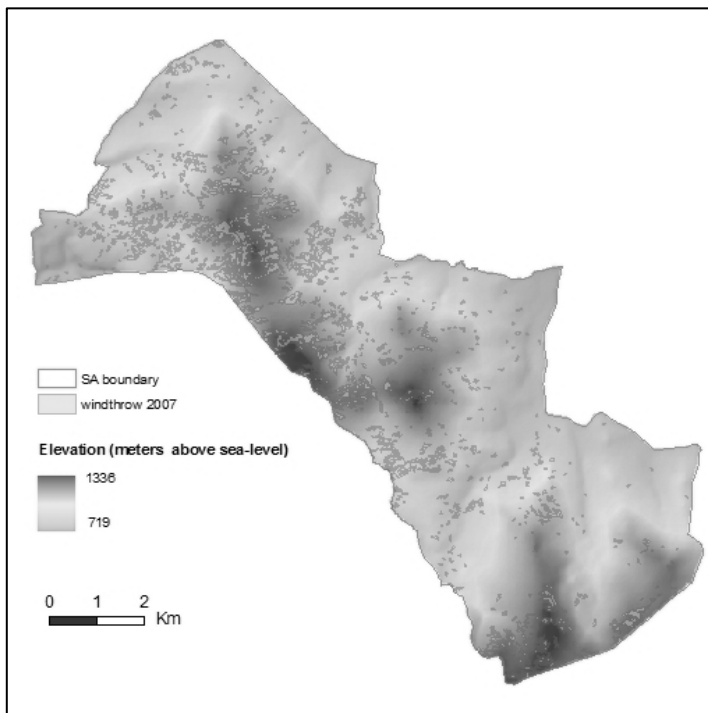 SA boundary
windthrow 2007
Elevation (meters above sea-level)
1336
719
0 1 2
Km